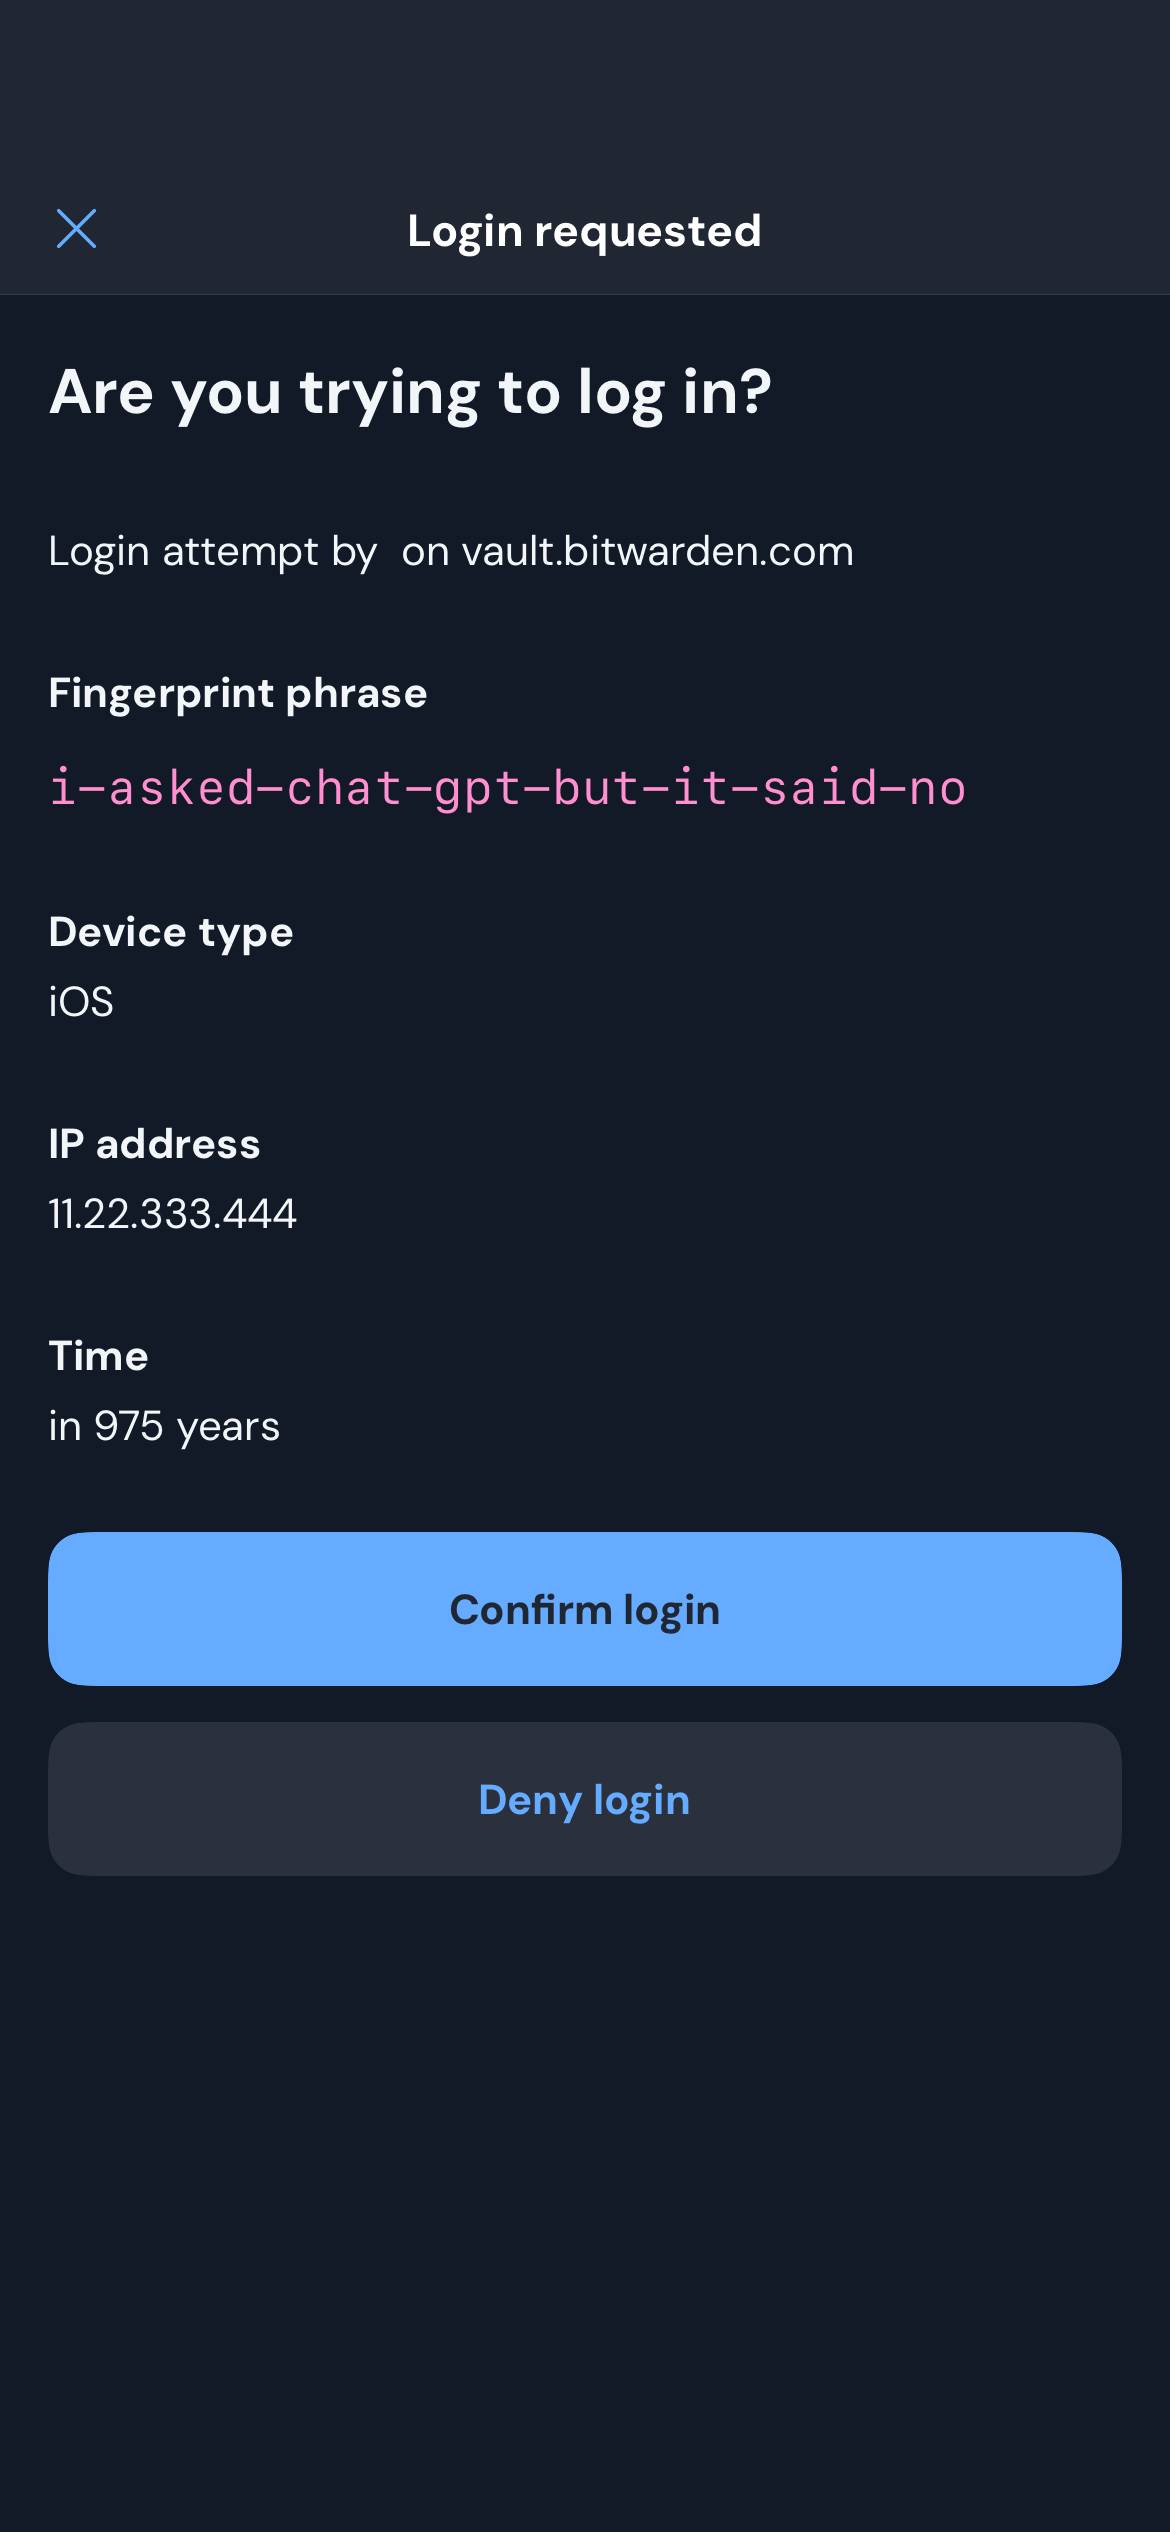 Login requested
Are you trying to log in?
Login attempt by  on vault.bitwarden.com
Fingerprint phrase
i-asked-chat-gpt-but-it-said-no
Device type
iOS
IP address
11.22.333.444
Time
in 975 years
Confirm login
Deny login